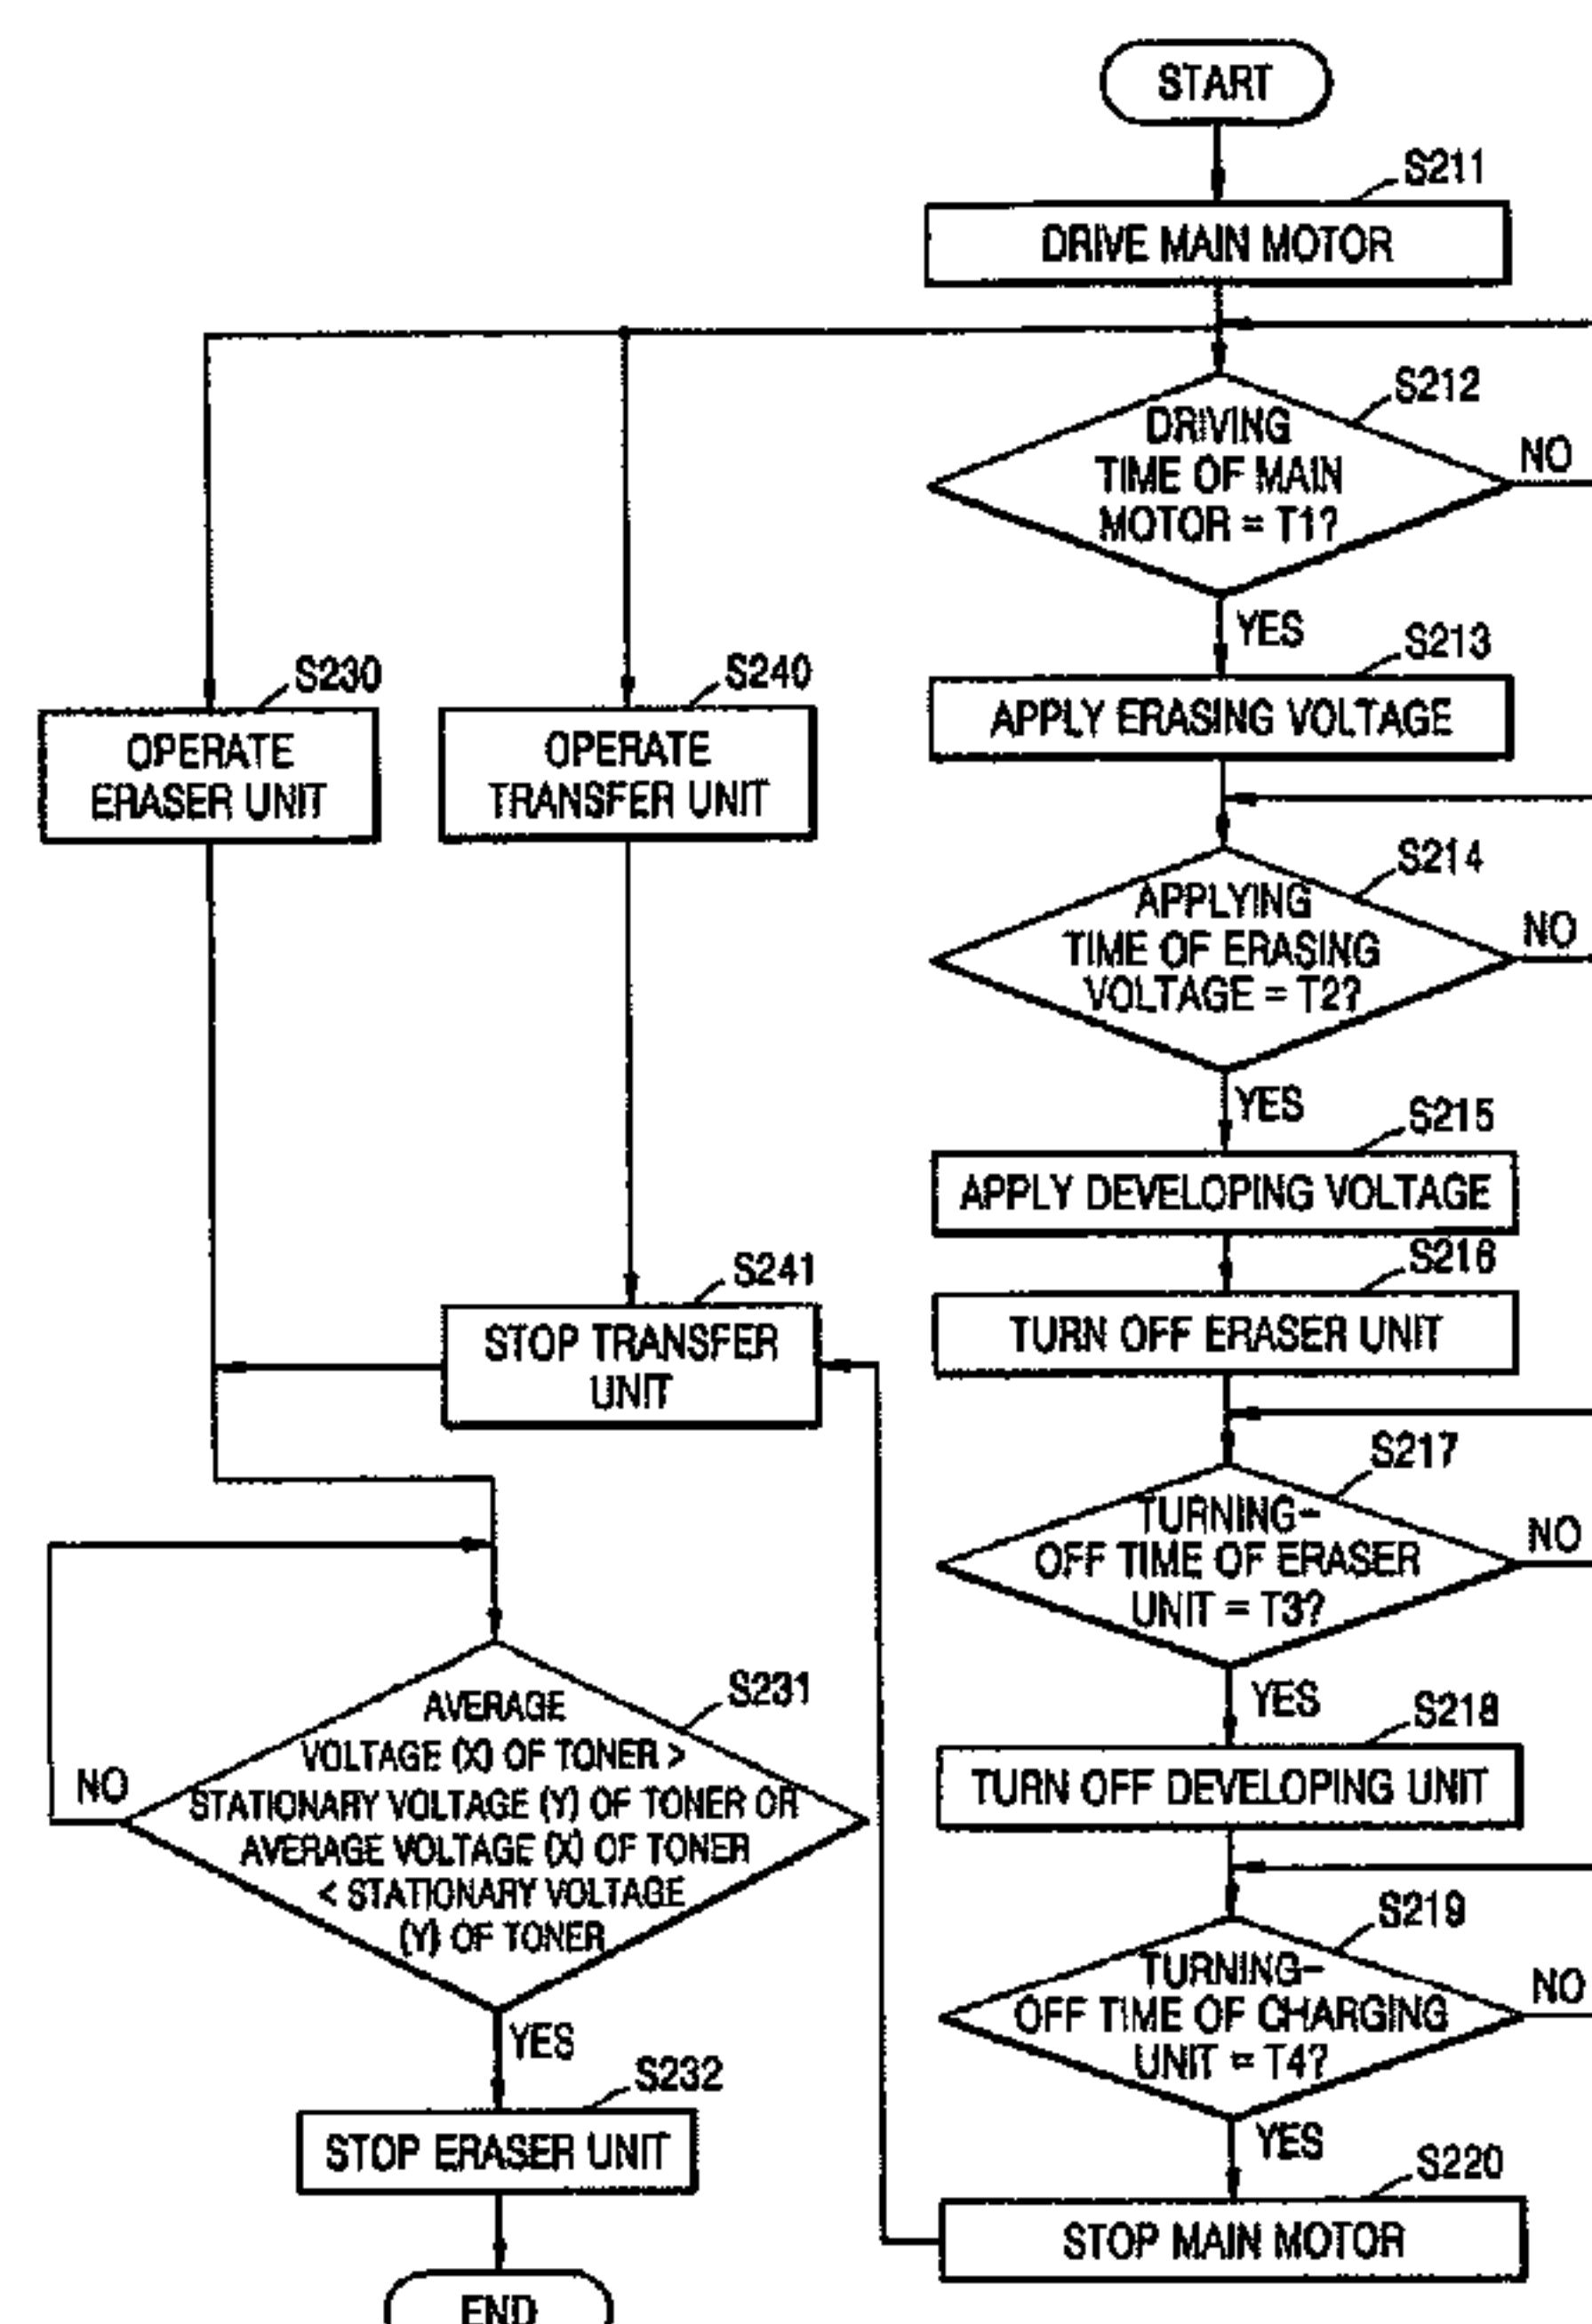 START
S211
DRIVE MAIN MOTOR
S212
DRIVING
TIME OF MAIN
MOTOR = T1?
NO
YES
S213
APPLY ERASING VOLTAGE
S230
OPERATE
ERASER UNIT
S240
OPERATE
TRANSFER UNIT
S214
APPLYING
TIME OF ERASING
VOLTAGE = T2?
NO
YES
S215
APPLY DEVELOPING VOLTAGE
S216
TURN OFF ERASER UNIT
S241
STOP TRANSFER
UNIT
S217
TURNING-
OFF TIME OF ERASER
UNIT = T3?
NO
YES
S218
TURN OFF DEVELOPING UNIT
S231
AVERAGE
VOLTAGE (X) OF TONER >
STATIONARY VOLTAGE (Y) OF TONER OR
AVERAGE VOLTAGE (X) OF TONER
< STATIONARY VOLTAGE
(Y) OF TONER
NO
YES
S219
TURNING-
OFF TIME OF CHARGING
UNIT = T4?
NO
YES
S232
STOP ERASER UNIT
S220
STOP MAIN MOTOR
END